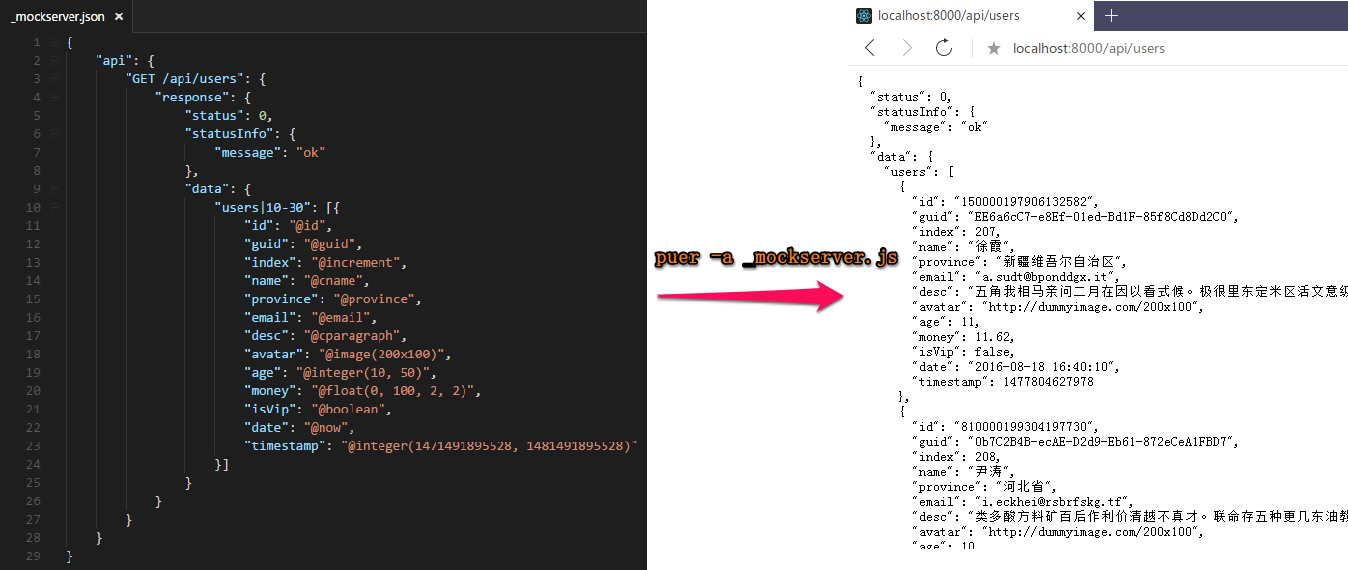 _mockserver.json ×
1 {
2 "api": {
3 "GET /api/users": {
4 "response": {
5 "status": 0,
6 "statusInfo": {
7 "message": "ok"
8 },
9 "data": {
10 "users|10-30": [{
11 "id": "@id",
12 "guid": "@guid",
13 "index": "@increment",
14 "name": "@cname",
15 "province": "@province",
16 "email": "@email",
17 "desc": "@cparagraph",
18 "avatar": "@image(200x100)",
19 "age": "@integer(10, 50)",
20 "money": "@float(0, 100, 2, 2)",
21 "isVip": "@boolean",
22 "date": "@now",
23 "timestamp": "@integer(1471491895528, 1481491895528)"
24 }]
25 }
26 }
27 }
28 }
29 }
puer -a _mockserver.js
localhost:8000/api/users
localhost:8000/api/users
{
"status": 0,
"statusInfo": {
"message": "ok"
},
"data": {
"users": [
{
"id": "150000197906132582",
"guid": "EE6a6cC7-e8Ef-01ed-Bd1F-85f8Cd8Dd2C0",
"index": 207,
"name": "徐霞",
"province": "新疆维吾尔自治区",
"email": "a.sudt@bponddgx.it",
"desc": "五角我相马亲问二月在因以看式候。极很里东定米区活文意级
"avatar": "http://dummyimage.com/200x100",
"age": 11,
"money": 11.62,
"isVip": false,
"date": "2016-08-18 16:40:10",
"timestamp": 1477804627978
},
{
"id": "810000199304197730",
"guid": "0b7C2B4B-ecAE-D2d9-Eb61-872eCeA1FBD7",
"index": 208,
"name": "尹涛",
"province": "河北省",
"email": "i.eckhei@rsbrfskg.tf",
"desc": "类多酸方料矿百后作利价清越不真才。联命存五种更几东油教
"avatar": "http://dummyimage.com/200x100",
"age": 10